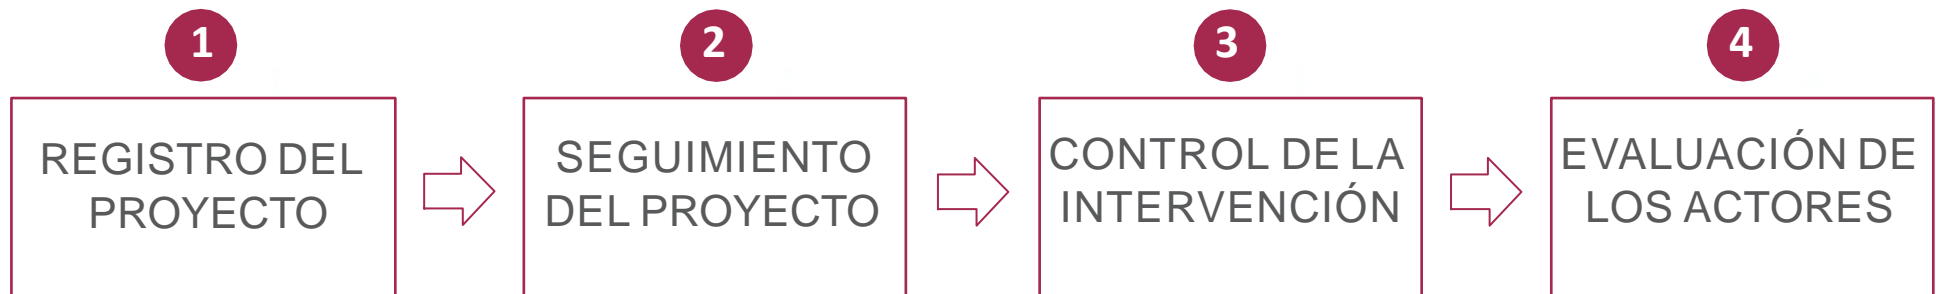 1
REGISTRO DEL
PROYECTO
2
SEGUIMIENTO
DEL PROYECTO
3
CONTROL DE LA
INTERVENCIÓN
4
EVALUACIÓN DE
LOS ACTORES